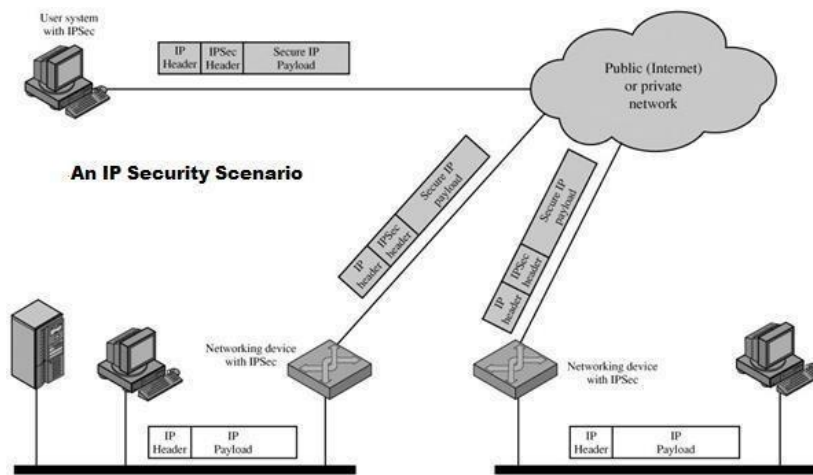 User system
with IPSec
IP
Header
IPSec
Header
Secure IP
Payload
Public (Internet)
or private
network
An IP Security Scenario
IP
header
IPSec
header
Secure IP
payload
IP
header
IPSec
header
Secure IP
payload
Networking device
with IPSec
Networking device
with IPSec
IP
Header
IP
Payload
IP
Header
IP
Payload